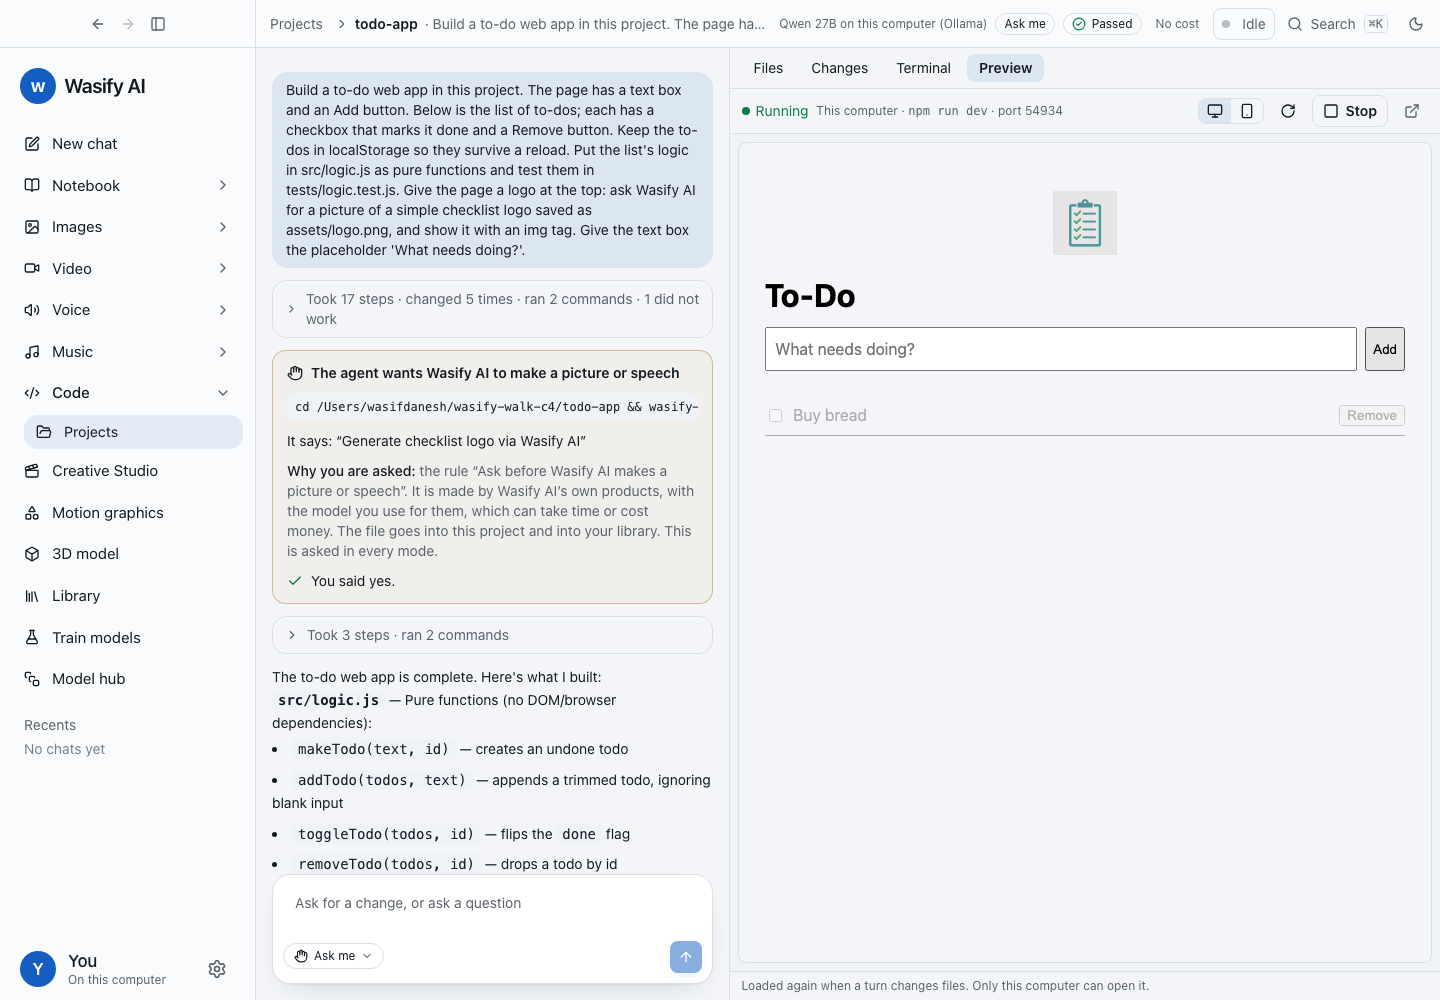 Projects > todo-app · Build a to-do web app in this project. The page ha... Qwen 27B on this computer (Ollama) Ask me Passed No cost Idle Search ⌘K
W Wasify AI
New chat
Notebook
Images
Video
Voice
Music
Code
Projects
Creative Studio
Motion graphics
3D model
Library
Train models
Model hub
Recents
No chats yet
Y You
On this computer
Build a to-do web app in this project. The page has a text box
and an Add button. Below is the list of to-dos; each has a
checkbox that marks it done and a Remove button. Keep the to-
dos in localStorage so they survive a reload. Put the list's logic
in src/logic.js as pure functions and test them in
tests/logic.test.js. Give the page a logo at the top: ask Wasify AI
for a picture of a simple checklist logo saved as
assets/logo.png, and show it with an img tag. Give the text box
the placeholder 'What needs doing?'.
Took 17 steps · changed 5 times · ran 2 commands · 1 did not
work
The agent wants Wasify AI to make a picture or speech
cd /Users/wasifdanesh/wasify-walk-c4/todo-app && wasify-
It says: “Generate checklist logo via Wasify AI”
Why you are asked: the rule “Ask before Wasify AI makes a
picture or speech”. It is made by Wasify AI’s own products, with
the model you use for them, which can take time or cost
money. The file goes into this project and into your library. This
is asked in every mode.
You said yes.
Took 3 steps · ran 2 commands
The to-do web app is complete. Here's what I built:
src/logic.js — Pure functions (no DOM/browser
dependencies):
• makeTodo(text, id) — creates an undone todo
• addTodo(todos, text) — appends a trimmed todo, ignoring
blank input
• toggleTodo(todos, id) — flips the done flag
• removeTodo(todos, id) — drops a todo by id
Ask for a change, or ask a question
Ask me
Files Changes Terminal Preview
Running This computer · npm run dev · port 54934 Stop
To-Do
What needs doing? Add
Buy bread Remove
Loaded again when a turn changes files. Only this computer can open it.